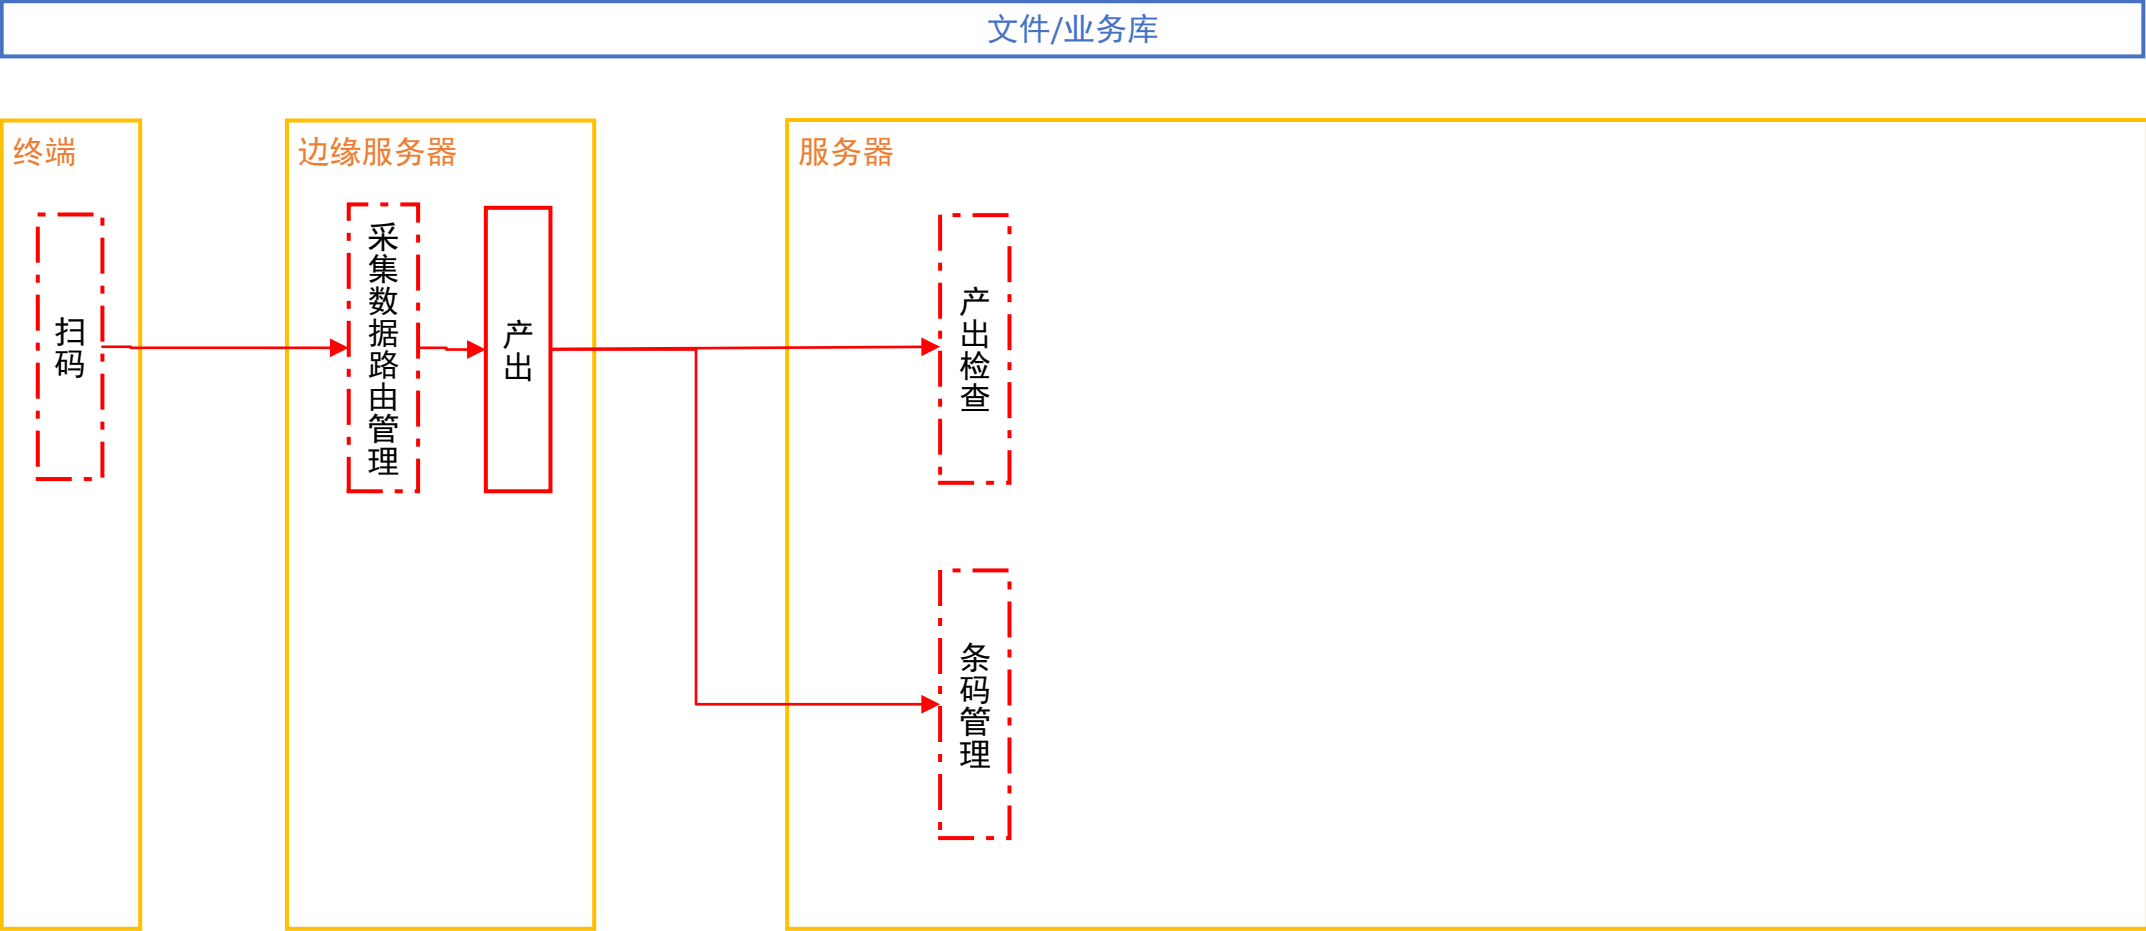 文件/业务库
终端
边缘服务器
服务器
扫码
采集数据路由管理
产出
产出检查
条码管理